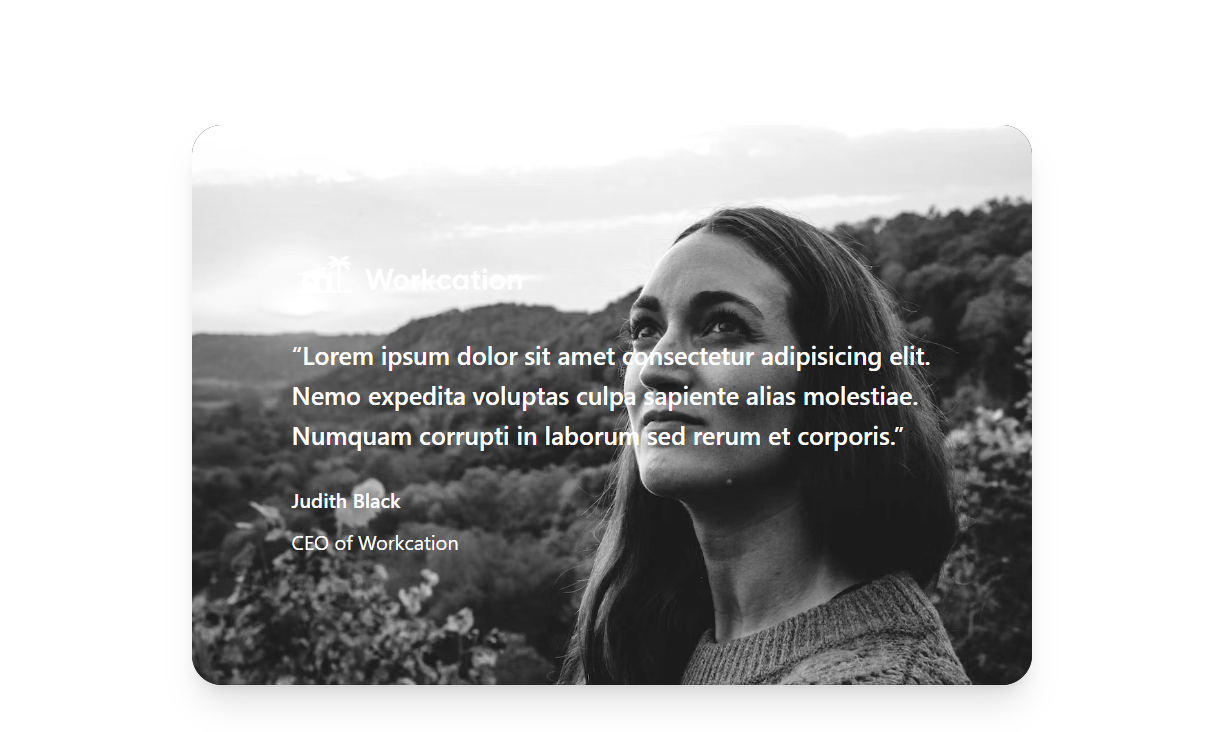 Workcation
“Lorem ipsum dolor sit amet consectetur adipisicing elit.
Nemo expedita voluptas culpa sapiente alias molestiae.
Numquam corrupti in laborum sed rerum et corporis.”
Judith Black
CEO of Workcation